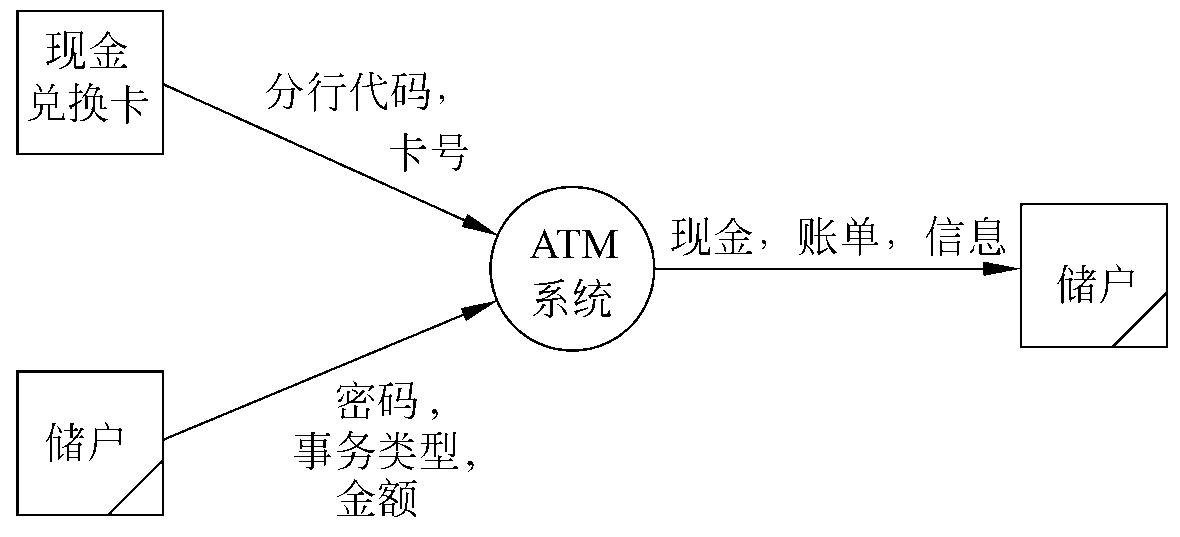 现金
兑换卡
分行代码，
卡号
ATM
系统
现金，账单，信息
储户
储户
密码，
事务类型，
金额